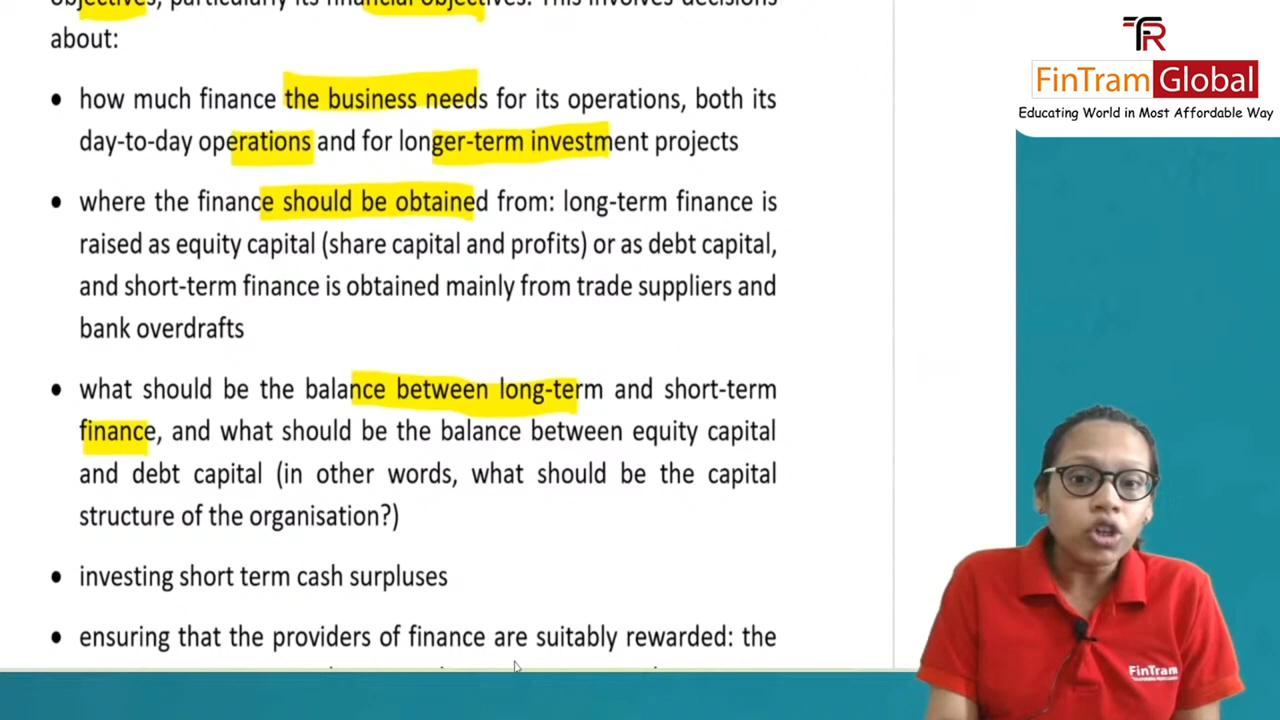 objectives, particularly its financial objectives. This involves decisions
about:
• how much finance the business needs for its operations, both its
day-to-day operations and for longer-term investment projects
• where the finance should be obtained from: long-term finance is
raised as equity capital (share capital and profits) or as debt capital,
and short-term finance is obtained mainly from trade suppliers and
bank overdrafts
• what should be the balance between long-term and short-term
finance, and what should be the balance between equity capital
and debt capital (in other words, what should be the capital
structure of the organisation?)
• investing short term cash surpluses
• ensuring that the providers of finance are suitably rewarded: the
FinTram Global
Educating World in Most Affordable Way
FinTram